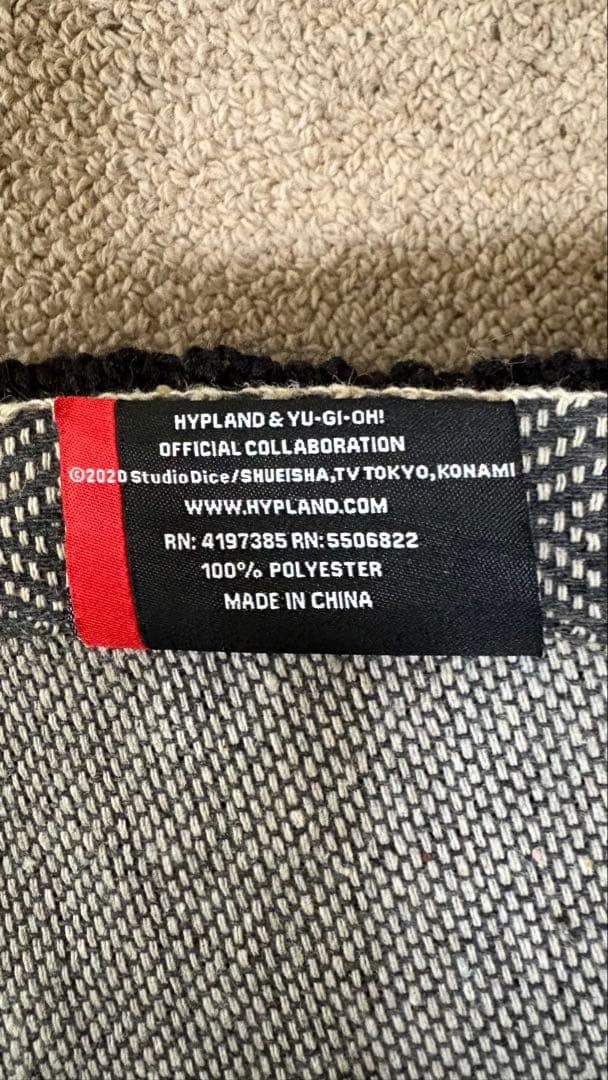 HYPLAND & YU-GI-OH!
OFFICIAL COLLABORATION
©2020 Studio Dice/SHUEISHA,TV TOKYO,KONAMI
WWW.HYPLAND.COM
RN: 4197385 RN: 5506822
100% POLYESTER
MADE IN CHINA